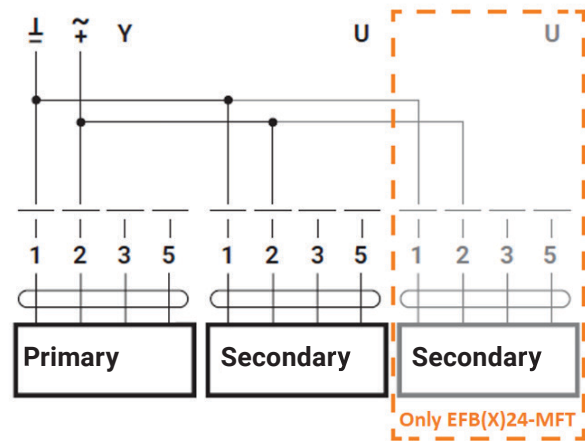 ⊥ ~ Y U U
= +
1 2 3 5 1 2 3 5 1 2 3 5
Primary Secondary Secondary
Only EFB(X)24-MFT